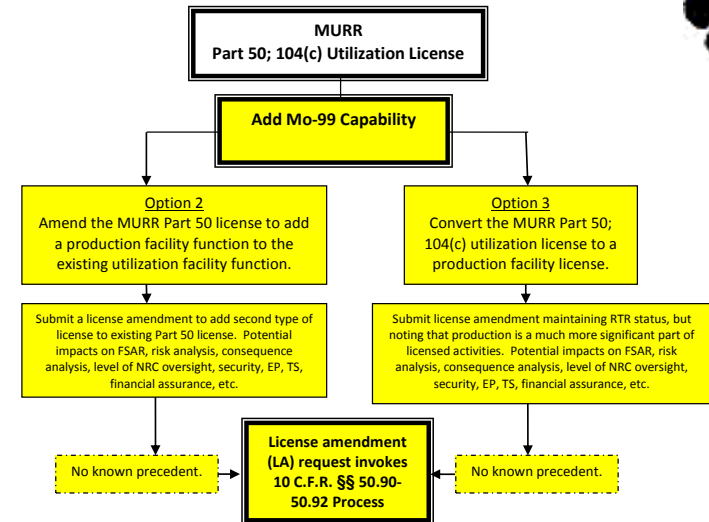 MURR
Part 50; 104(c) Utilization License
Add Mo-99 Capability
Option 2
Amend the MURR Part 50 license to add
a production facility function to the
existing utilization facility function.
Option 3
Convert the MURR Part 50;
104(c) utilization license to a
production facility license.
Submit a license amendment to add second type of
license to existing Part 50 license.  Potential
impacts on FSAR, risk analysis, consequence
analysis, level of NRC oversight, security, EP, TS,
financial assurance, etc.
Submit license amendment maintaining RTR status, but
noting that production is a much more significant part of
licensed activities.  Potential impacts on FSAR, risk
analysis, consequence analysis, level of NRC oversight,
security, EP, TS, financial assurance, etc.
No known precedent.
License amendment
(LA) request invokes
10 C.F.R. §§ 50.90-
50.92 Process
No known precedent.